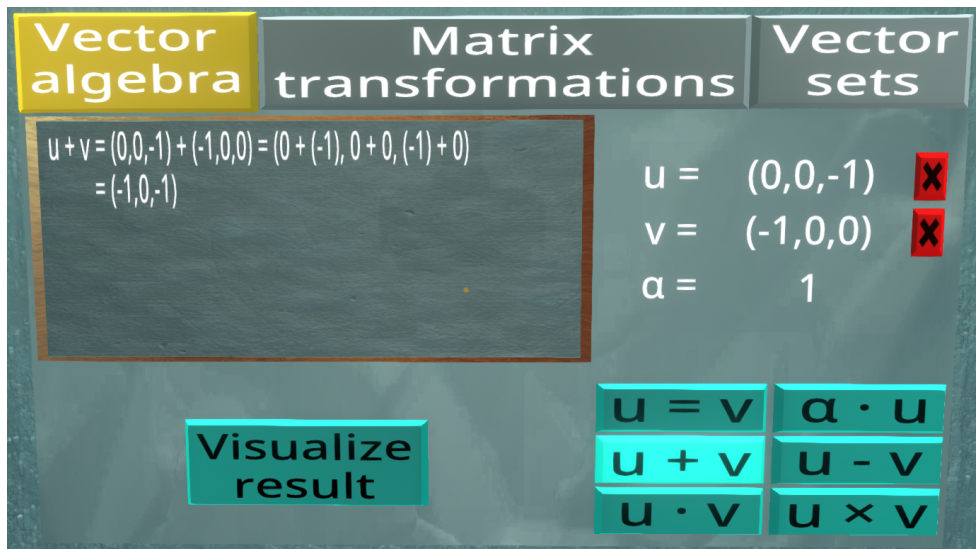 Vector
algebra
Matrix
transformations
Vector
sets
u + v = (0,0,-1) + (-1,0,0) = (0 + (-1), 0 + 0, (-1) + 0)
= (-1,0,-1)
u = (0,0,-1) X
v = (-1,0,0) X
α = 1
Visualize
result
u = v
α · u
u + v
u - v
u · v
u × v